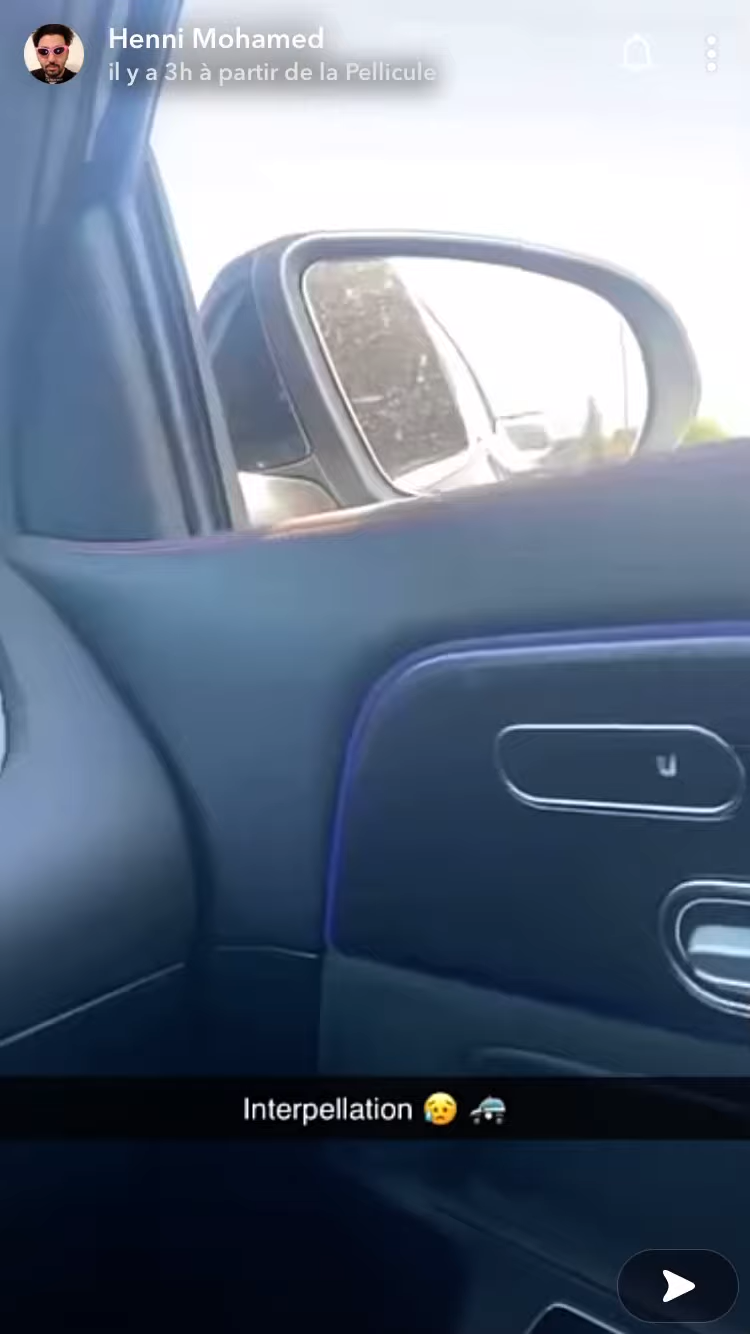 Henni Mohamed
il y a 3h à partir de la Pellicule
Interpellation 😥 🚓